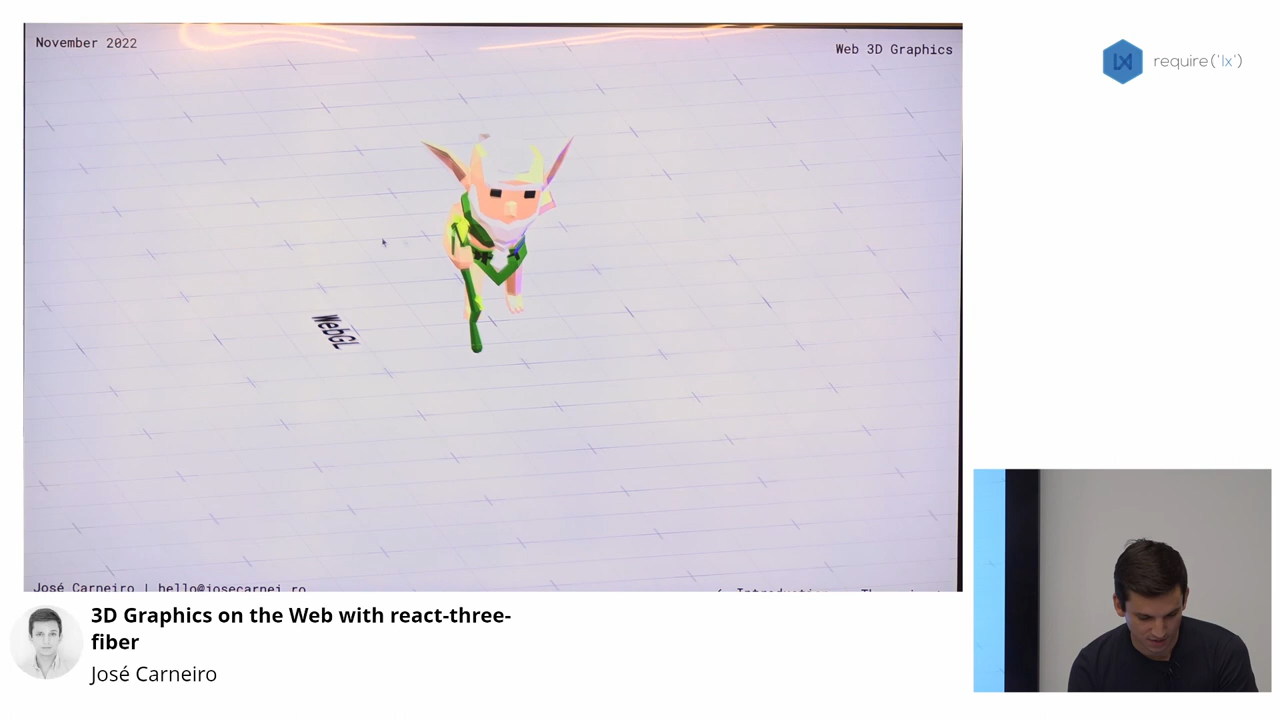 November 2022
Web 3D Graphics
require('lx')
WebGL
José Carneiro | hello@josecarnei.ro
Introduction
3D Graphics on the Web with react-three-
fiber
José Carneiro